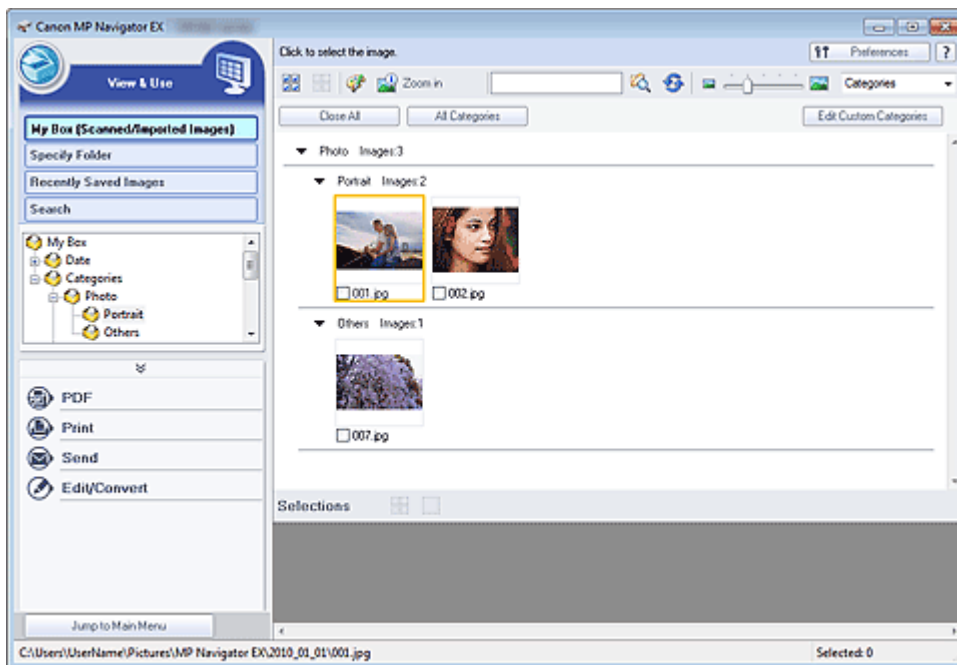 Canon MP Navigator EX
View & Use
My Box (Scanned/Imported Images)
Specify Folder
Recently Saved Images
Search
My Box
Date
Categories
Photo
Portrait
Others
PDF
Print
Send
Edit/Convert
Jump to Main Menu
Click to select the image.
Preferences
?
Zoom in
Categories
Close All
All Categories
Edit Custom Categories
Photo Images:3
Portrait Images:2
001.jpg
002.jpg
Others Images:1
007.jpg
Selections
C:\Users\UserName\Pictures\MP Navigator EX\2010_01_01\001.jpg
Selected: 0